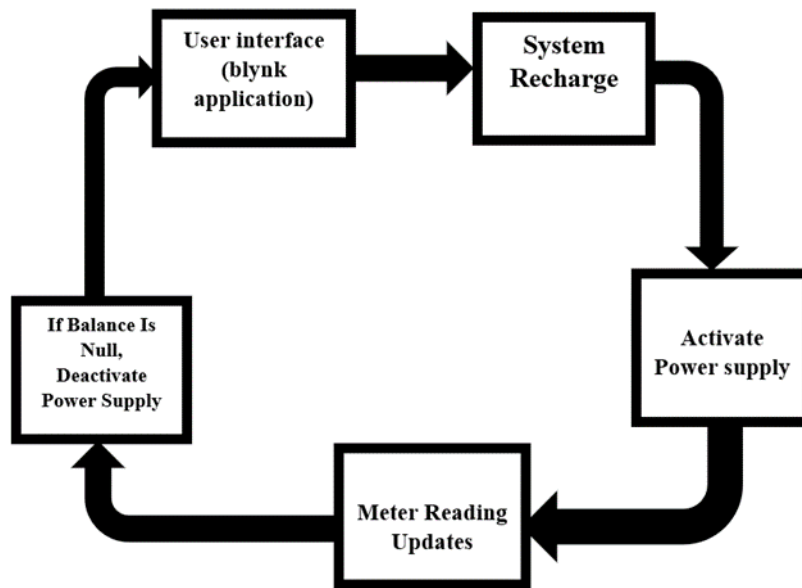 User interface
(blynk
application)
System
Recharge
Activate
Power supply
Meter Reading
Updates
If Balance Is
Null,
Deactivate
Power Supply